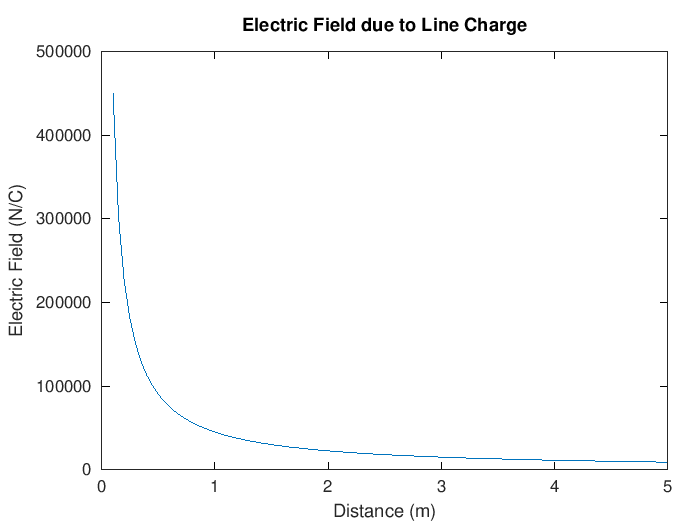 Electric Field due to Line Charge
500000
400000
300000
200000
100000
0
Electric Field (N/C)
0 1 2 3 4 5
Distance (m)